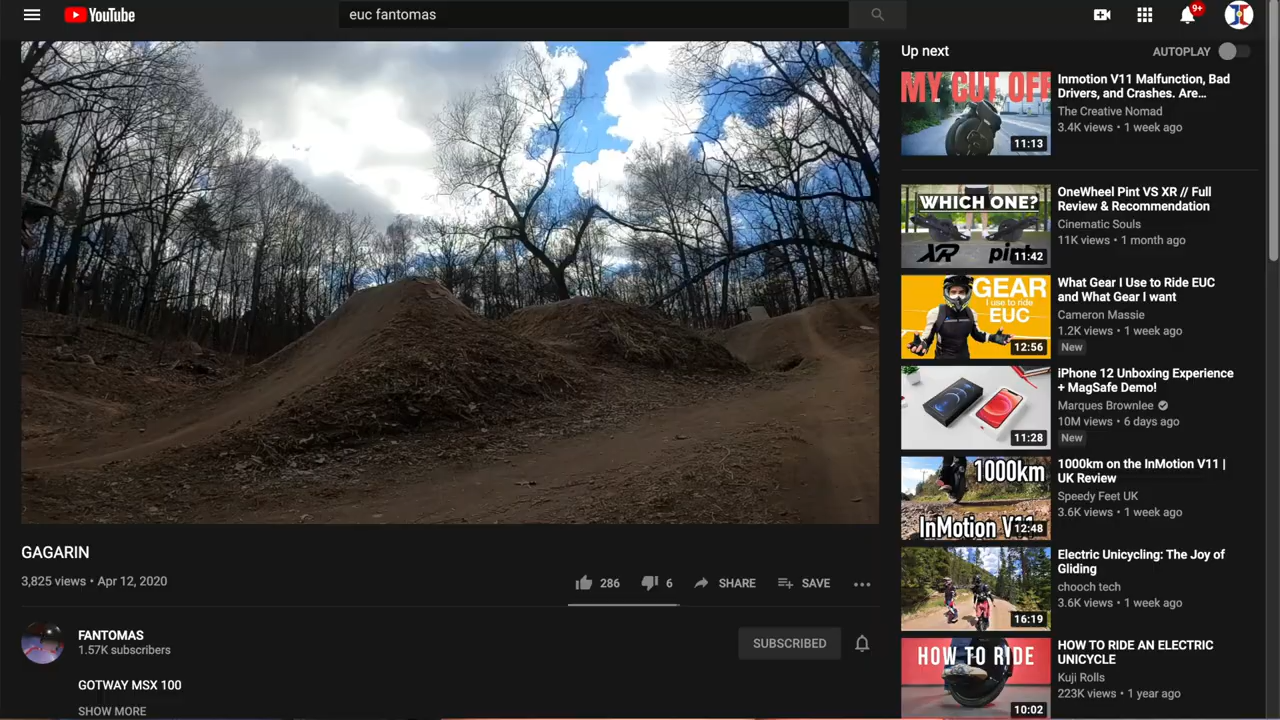 YouTube
euc fantomas
9+
GAGARIN
3,825 views • Apr 12, 2020
286
6
SHARE
SAVE
FANTOMAS
1.57K subscribers
SUBSCRIBED
GOTWAY MSX 100
SHOW MORE
Up next
AUTOPLAY
MY CUT OFF
11:13
Inmotion V11 Malfunction, Bad
Drivers, and Crashes. Are...
The Creative Nomad
3.4K views • 1 week ago
WHICH ONE?
XR
pint
11:42
OneWheel Pint VS XR // Full
Review & Recommendation
Cinematic Souls
11K views • 1 month ago
GEAR
I use to ride
EUC
12:56
What Gear I Use to Ride EUC
and What Gear I want
Cameron Massie
1.2K views • 1 week ago
New
11:28
iPhone 12 Unboxing Experience
+ MagSafe Demo!
Marques Brownlee
10M views • 6 days ago
New
1000km
InMotion V11
12:48
1000km on the InMotion V11 |
UK Review
Speedy Feet UK
3.6K views • 1 week ago
16:19
Electric Unicycling: The Joy of
Gliding
chooch tech
3.6K views • 1 week ago
HOW TO RIDE
10:02
HOW TO RIDE AN ELECTRIC
UNICYCLE
Kuji Rolls
223K views • 1 year ago